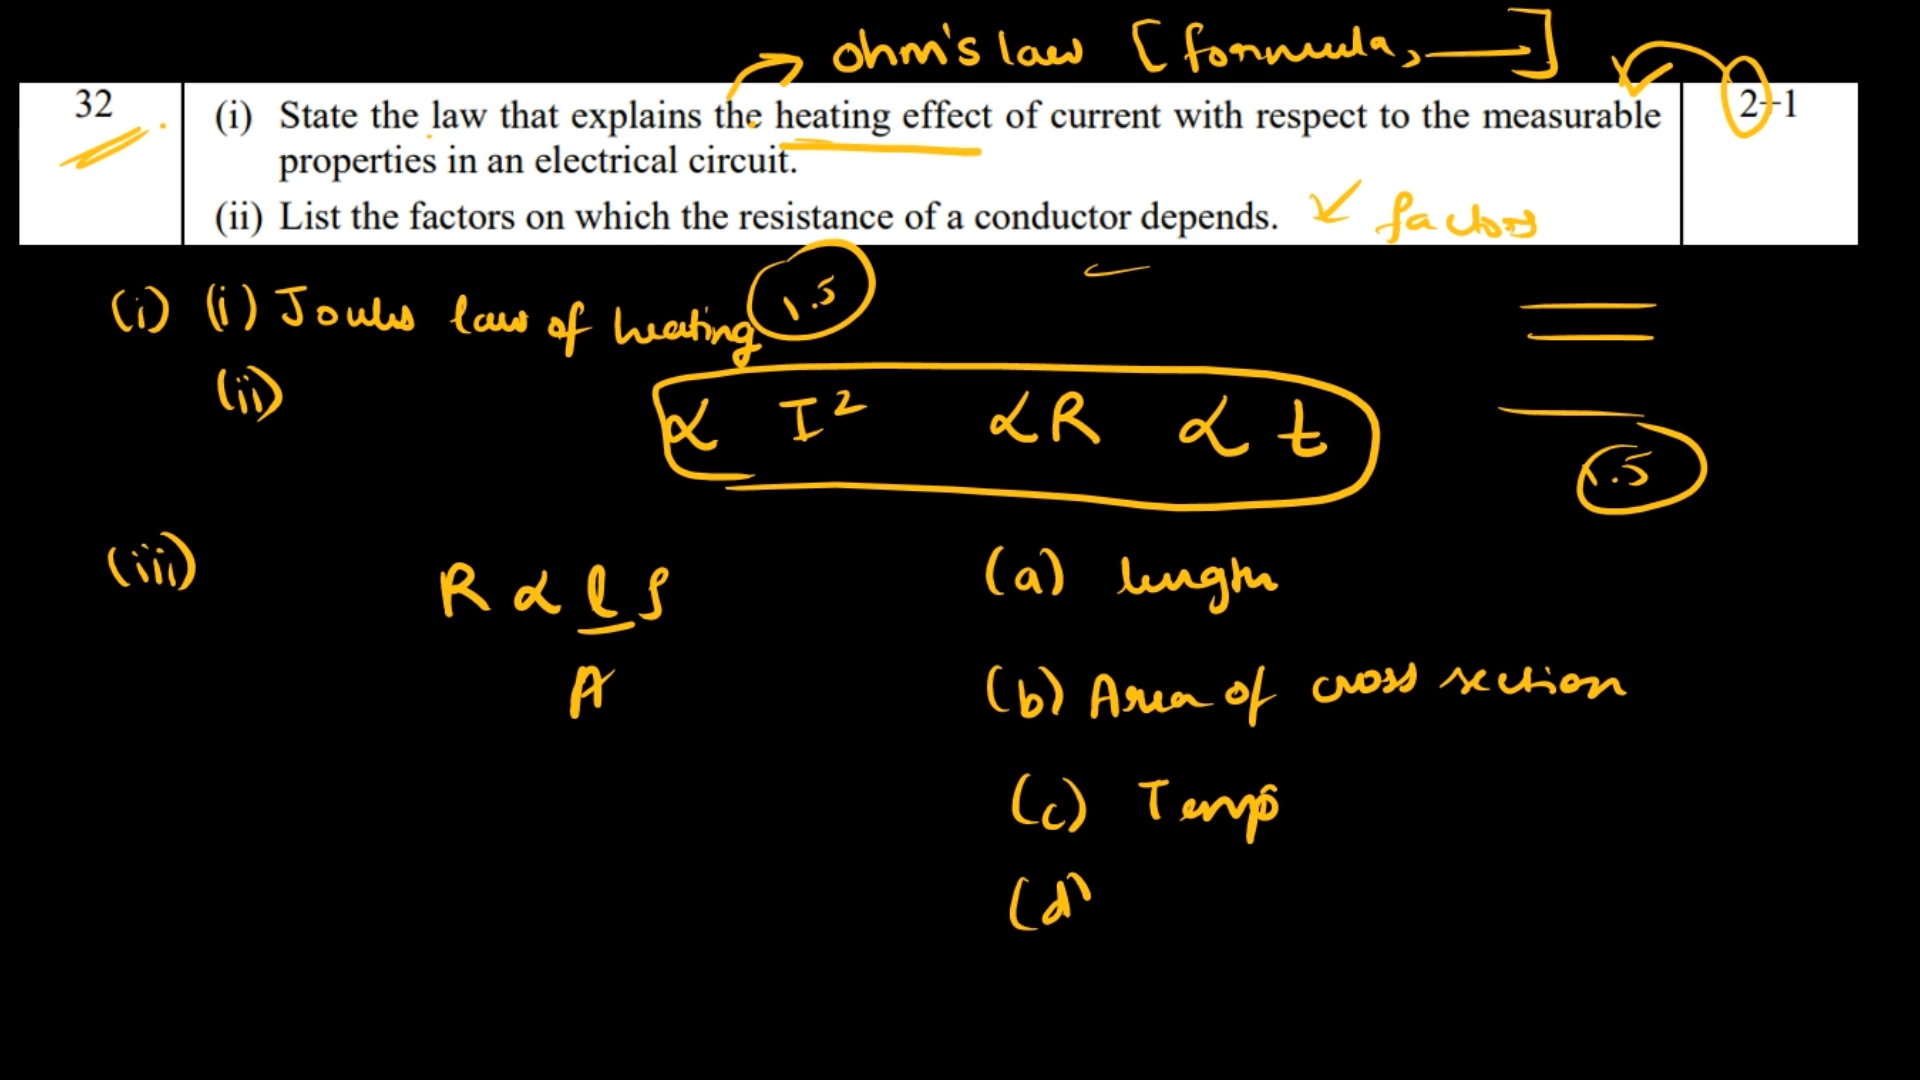 ohm's law [formula, —]
32 (i) State the law that explains the heating effect of current with respect to the measurable 2+1
properties in an electrical circuit.
(ii) List the factors on which the resistance of a conductor depends. factors
(i) (i) Joules law of heating 1.5
(ii) ∝ I² ∝R ∝ t
1.5
(iii) R ∝ l ρ (a) length
A (b) Area of cross section
(c) Temp
(d)